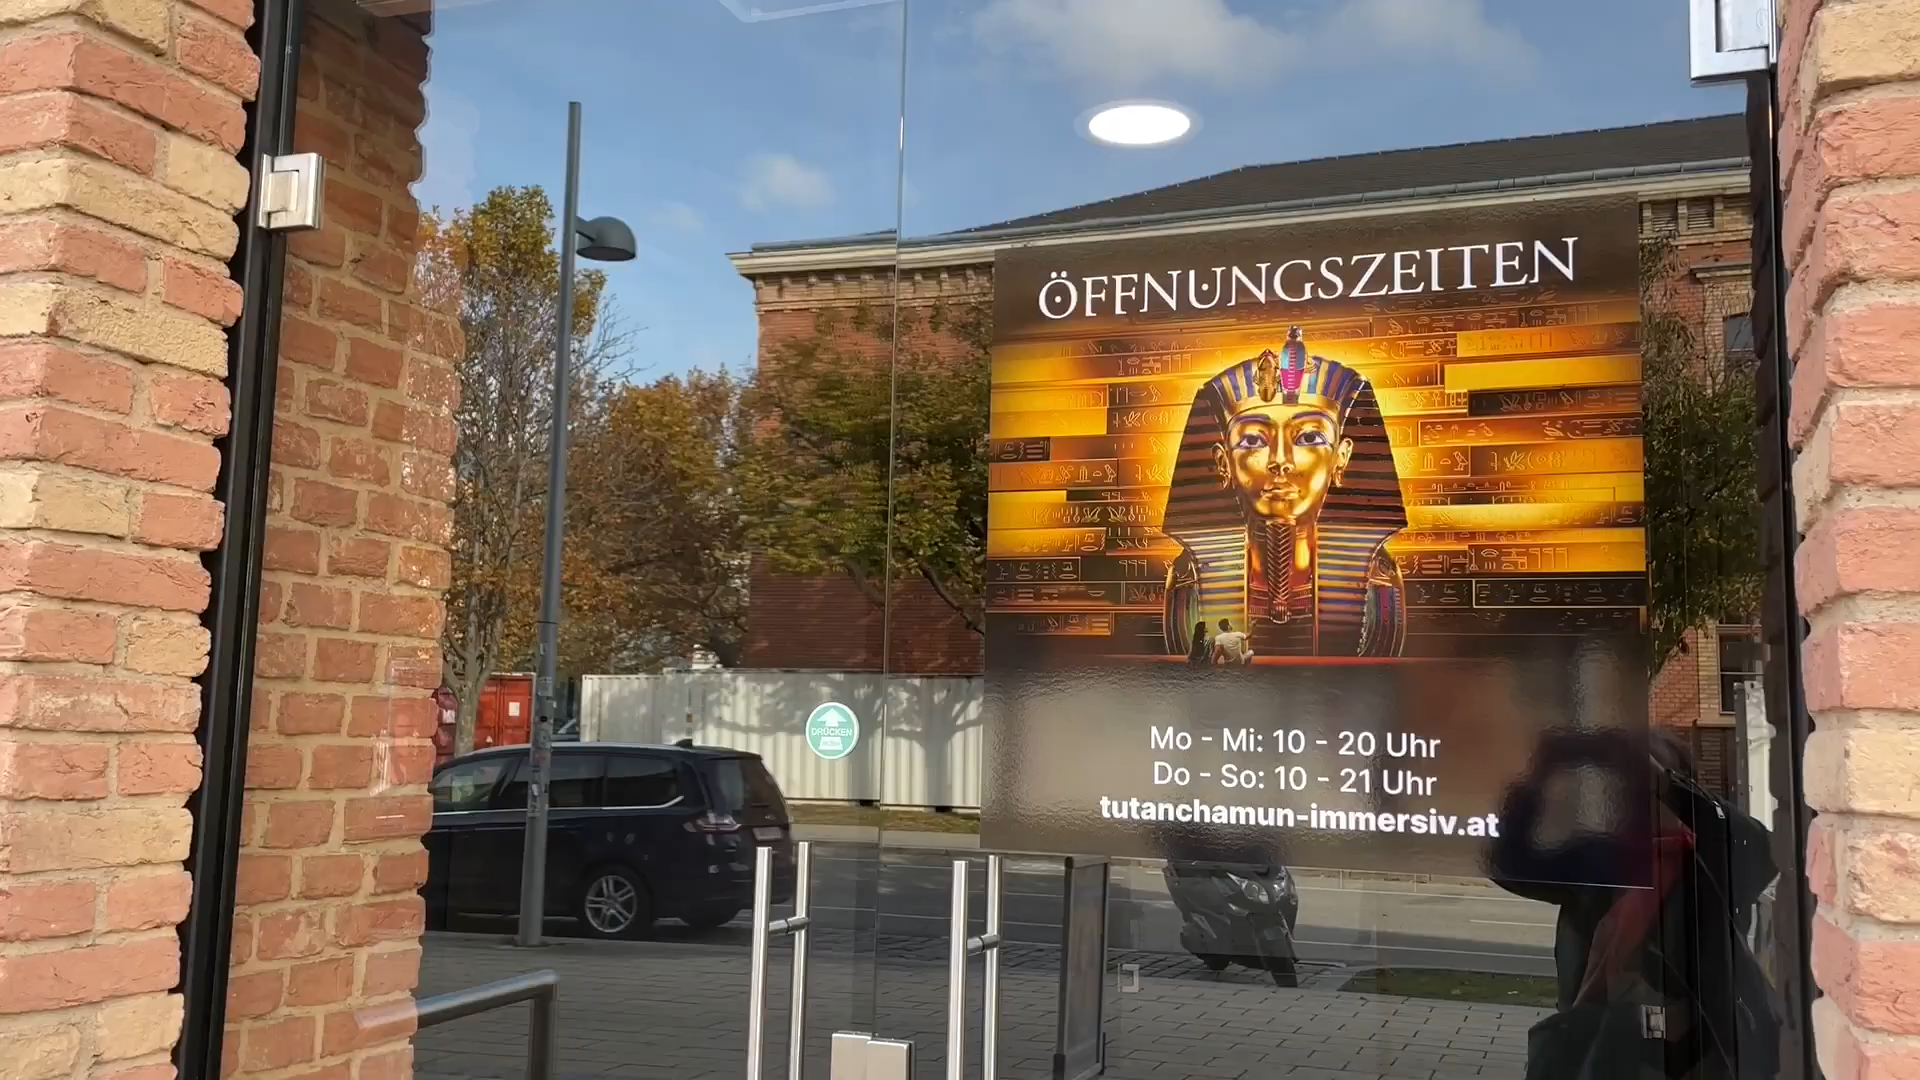 ÖFFNUNGSZEITEN
DRÜCKEN
Mo - Mi: 10 - 20 Uhr
Do - So: 10 - 21 Uhr
tutanchamun-immersiv.at